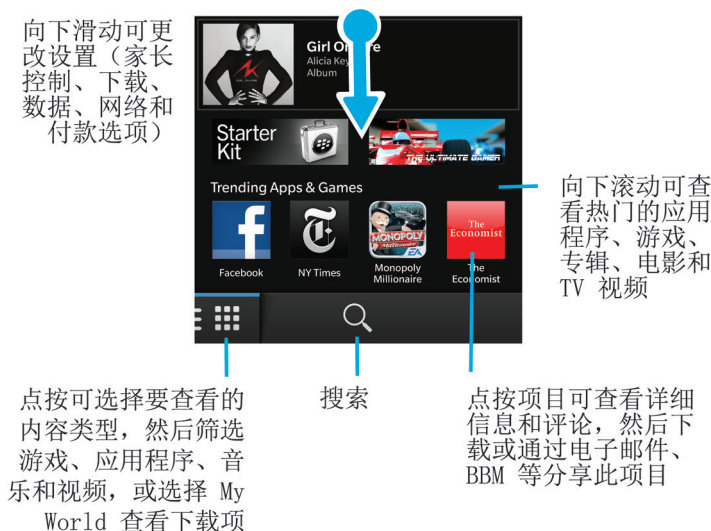 向下滑动可更
改设置（家长
控制、下载、
数据、网络和
付款选项）
Alicia Key
Album
Starter
Kit
THE ULTIMATE GAMER
Trending Apps & Games
Facebook
NY Times
MONOPOLY
Millionaire
EA
Monopoly
Millionaire
The
Economist
The
Economist
向下滚动可查
看热门的应用
程序、游戏、
专辑、电影和
TV 视频
点按可选择要查看的
内容类型，然后筛选
游戏、应用程序、音
乐和视频，或选择 My
World 查看下载项
搜索
点按项目可查看详细
信息和评论，然后下
载或通过电子邮件、
BBM 等分享此项目